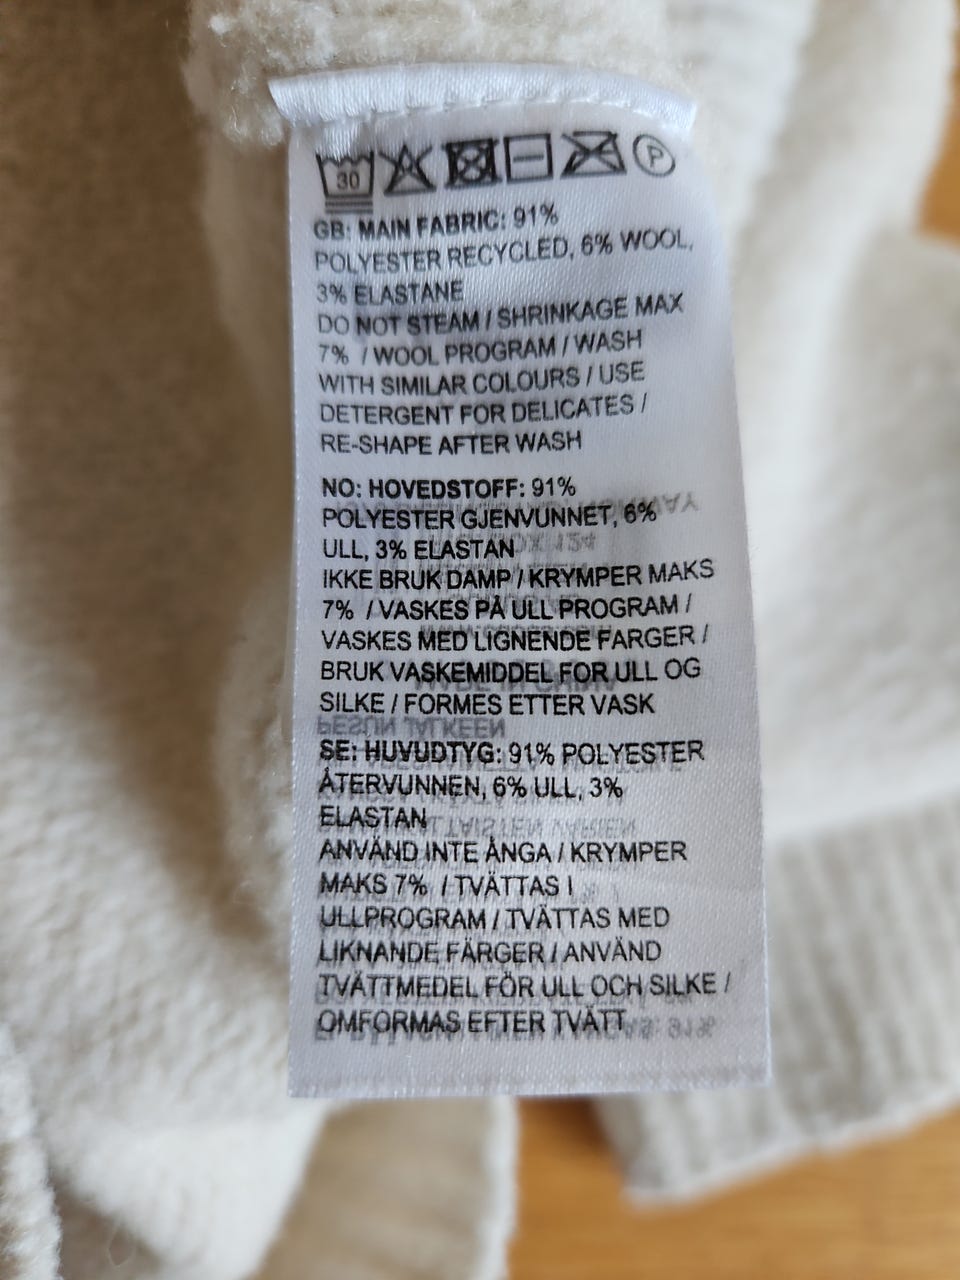 30 P
GB: MAIN FABRIC: 91%
POLYESTER RECYCLED, 6% WOOL,
3% ELASTANE
DO NOT STEAM / SHRINKAGE MAX
7% / WOOL PROGRAM / WASH
WITH SIMILAR COLOURS / USE
DETERGENT FOR DELICATES /
RE-SHAPE AFTER WASH
NO: HOVEDSTOFF: 91%
POLYESTER GJENVUNNET, 6%
ULL, 3% ELASTAN
IKKE BRUK DAMP / KRYMPER MAKS
7% / VASKES PÅ ULL PROGRAM /
VASKES MED LIGNENDE FARGER /
BRUK VASKEMIDDEL FOR ULL OG
SILKE / FORMES ETTER VASK
SE: HUVUDTYG: 91% POLYESTER
ÅTERVUNNEN, 6% ULL, 3%
ELASTAN
ANVÄND INTE ÅNGA / KRYMPER
MAKS 7% / TVÄTTAS I
ULLPROGRAM / TVÄTTAS MED
LIKNANDE FÄRGER / ANVÄND
TVÄTTMEDEL FÖR ULL OCH SILKE /
OMFORMAS EFTER TVÄTT